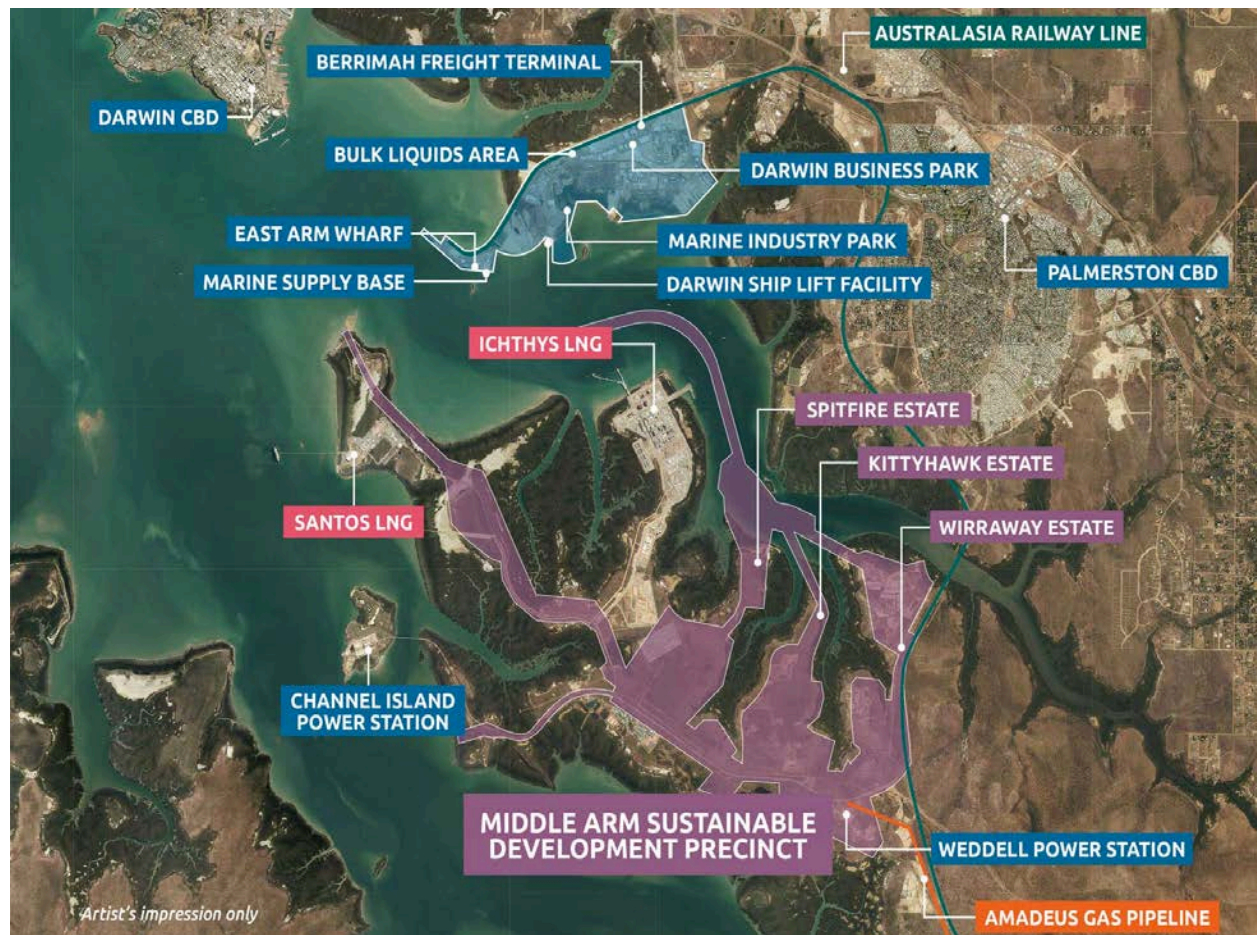 AUSTRALASIA RAILWAY LINE
BERRIMAH FREIGHT TERMINAL
DARWIN CBD
BULK LIQUIDS AREA
DARWIN BUSINESS PARK
EAST ARM WHARF
MARINE INDUSTRY PARK
MARINE SUPPLY BASE
DARWIN SHIP LIFT FACILITY
PALMERSTON CBD
ICHTHYS LNG
SPITFIRE ESTATE
KITTYHAWK ESTATE
SANTOS LNG
WIRRAWAY ESTATE
CHANNEL ISLAND
POWER STATION
MIDDLE ARM SUSTAINABLE
DEVELOPMENT PRECINCT
WEDDELL POWER STATION
Artist's impression only
AMADEUS GAS PIPELINE